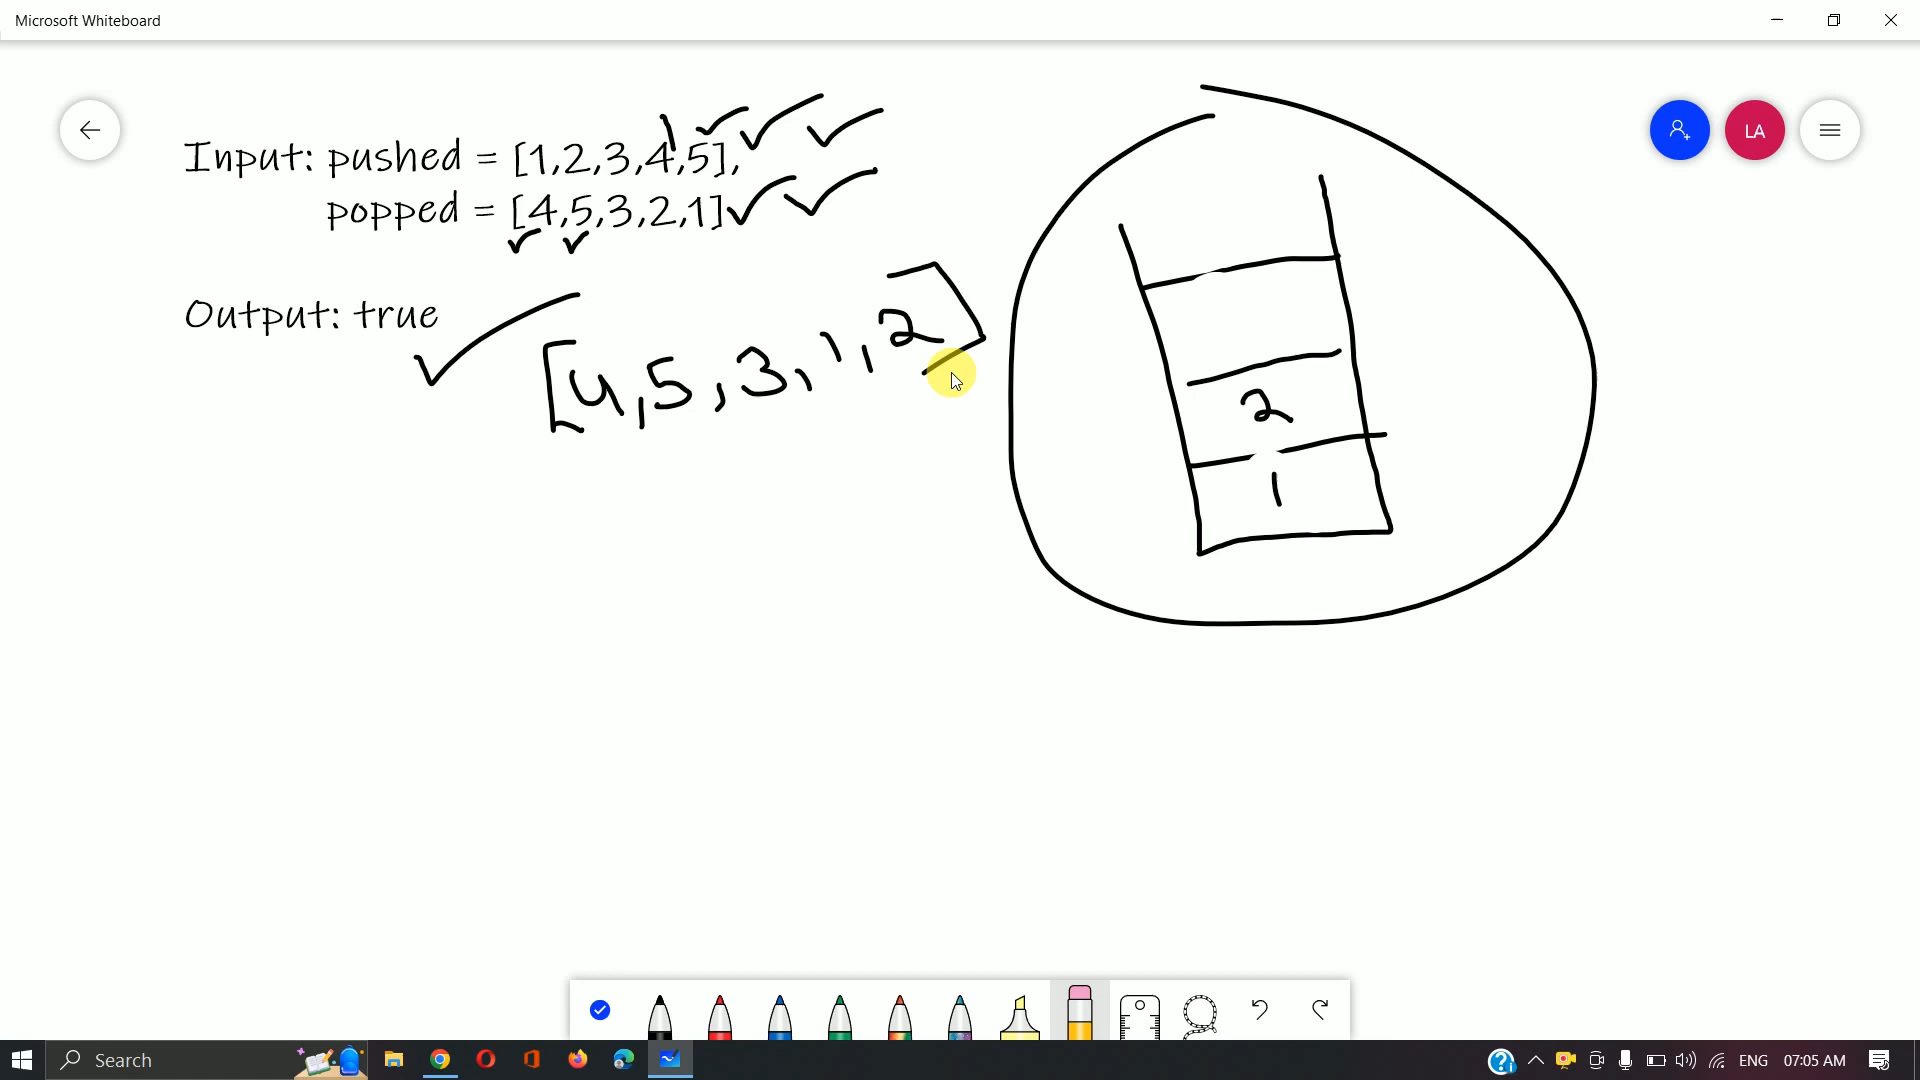 Microsoft Whiteboard
LA
Input: pushed = [1,2,3,4,5],
popped = [4,5,3,2,1]
Output: true
[4,5,3,1,2]
2
1
Search
ENG
07:05 AM